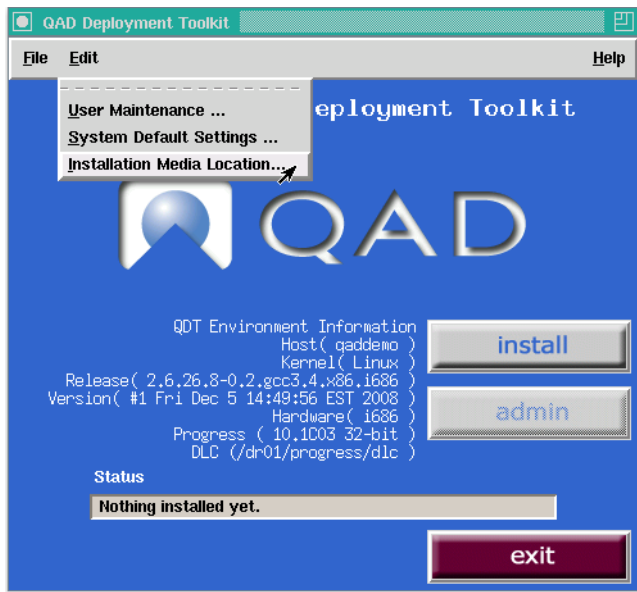 QAD Deployment Toolkit
File Edit Help
User Maintenance ...
System Default Settings ...
Installation Media Location...
eployment Toolkit
QAD
QDT Environment Information
Host( qaddemo )
Kernel( Linux )
Release( 2.6.26.8-0.2.gcc3.4.x86.i686 )
Version( #1 Fri Dec 5 14:49:56 EST 2008 )
Hardware( i686 )
Progress ( 10.1C03 32-bit )
DLC (/dr01/progress/dlc )
install
admin
Status
Nothing installed yet.
exit